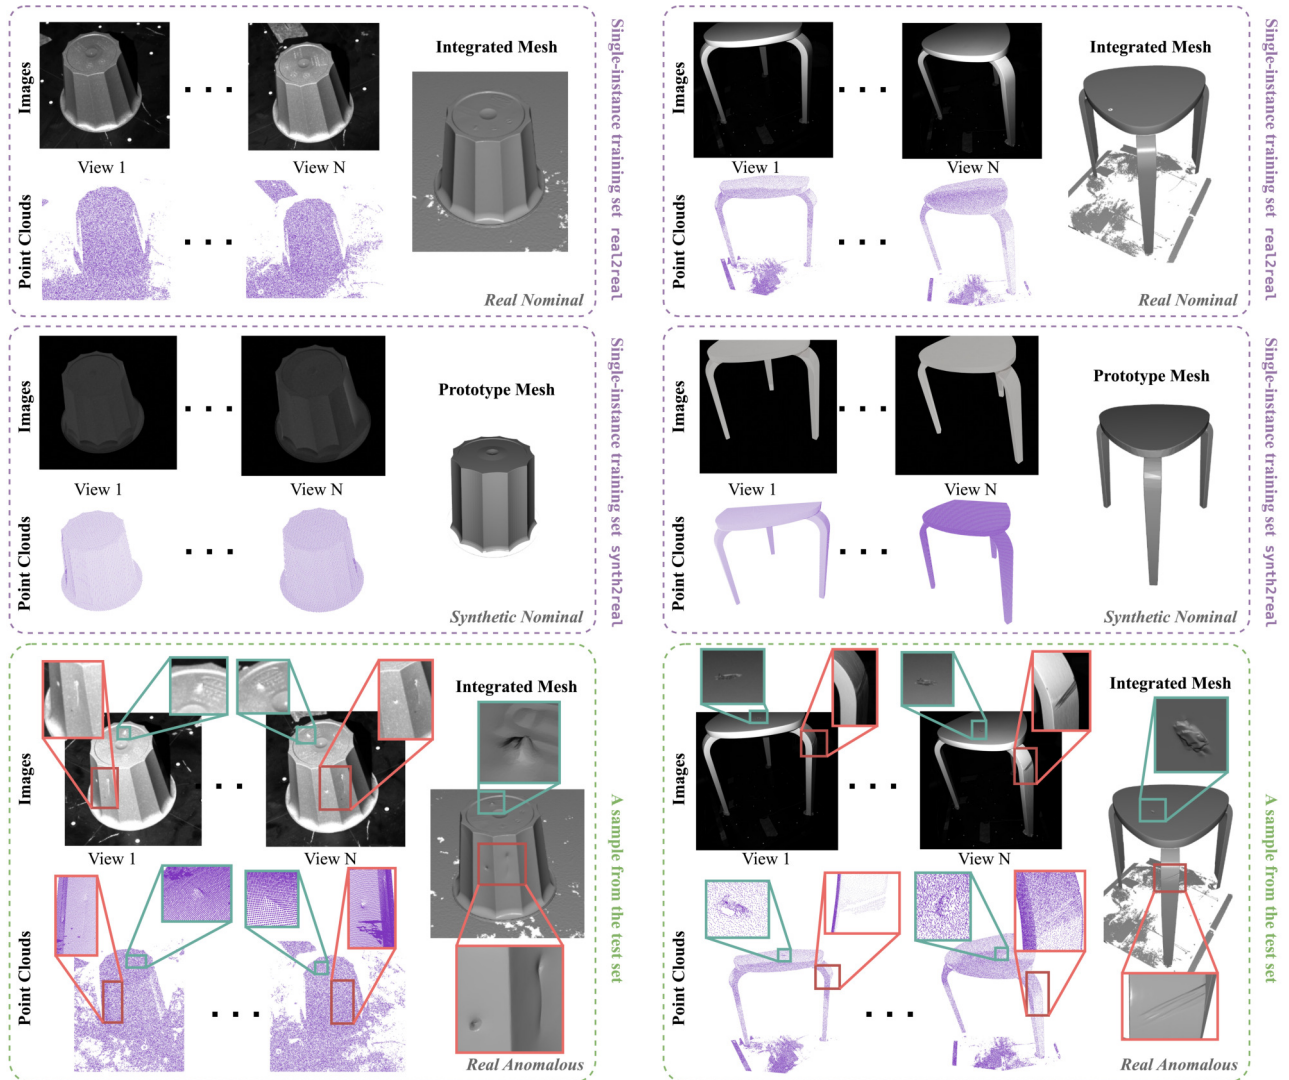 Images
View 1
View N
Point Clouds
Integrated Mesh
Real Nominal
Single-instance training set real2real
Images
View 1
View N
Point Clouds
Integrated Mesh
Real Nominal
Single-instance training set real2real
Images
View 1
View N
Point Clouds
Prototype Mesh
Synthetic Nominal
Single-instance training set synth2real
Images
View 1
View N
Point Clouds
Prototype Mesh
Synthetic Nominal
Single-instance training set synth2real
Images
View 1
View N
Point Clouds
Integrated Mesh
Real Anomalous
A sample from the test set
Images
View 1
View N
Point Clouds
Integrated Mesh
Real Anomalous
A sample from the test set